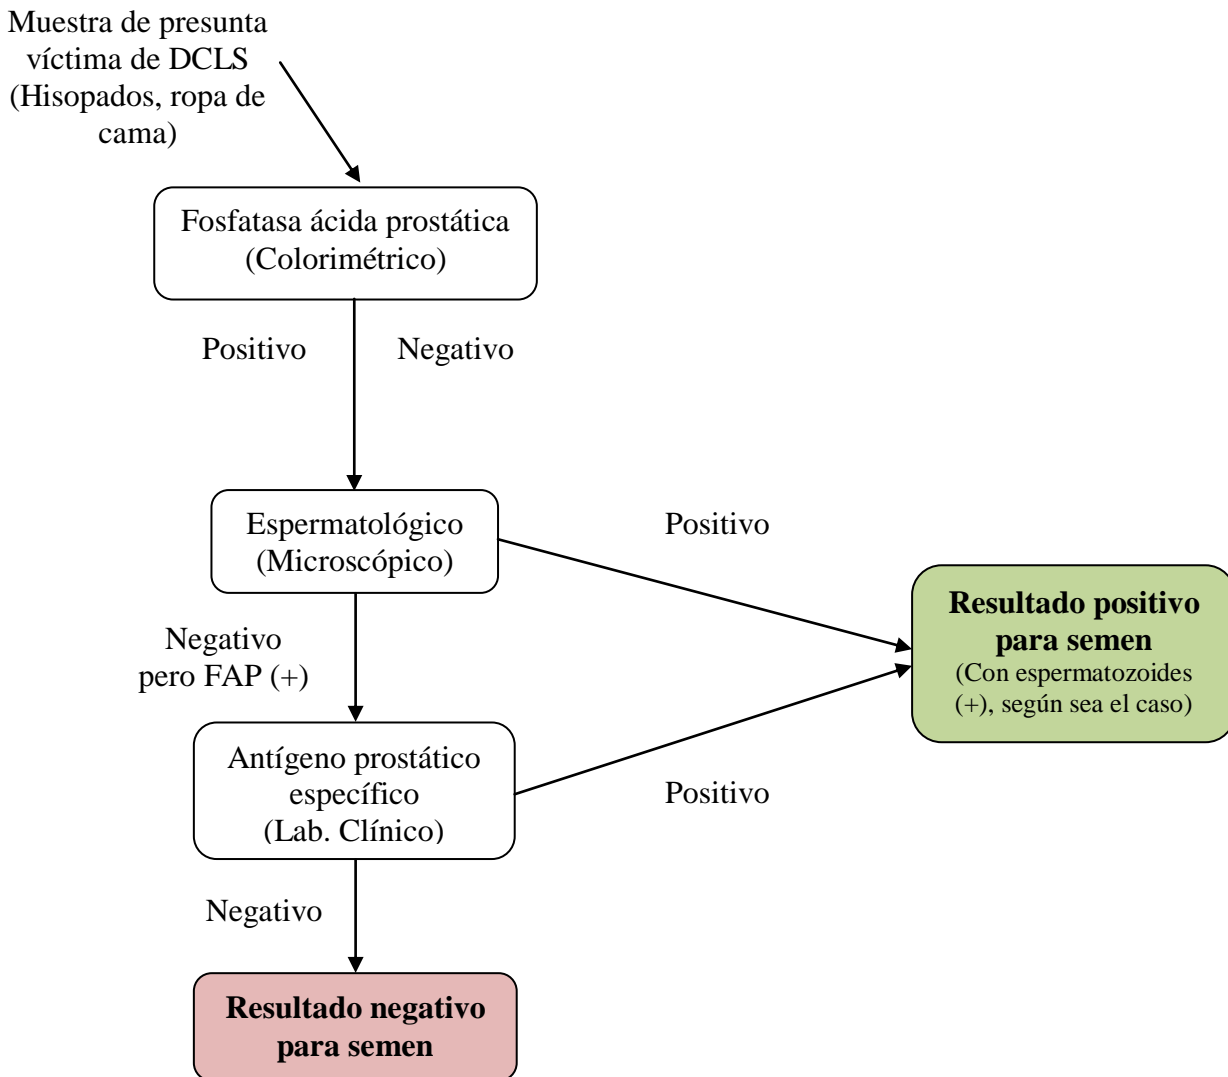 Muestra de presunta
víctima de DCLS
(Hisopados, ropa de
cama)
Fosfatasa ácida prostática
(Colorimétrico)
Positivo
Negativo
Espermatológico
(Microscópico)
Positivo
Resultado positivo
para semen
(Con espermatozoides
(+), según sea el caso)
Negativo
pero FAP (+)
Antígeno prostático
específico
(Lab. Clínico)
Positivo
Negativo
Resultado negativo
para semen